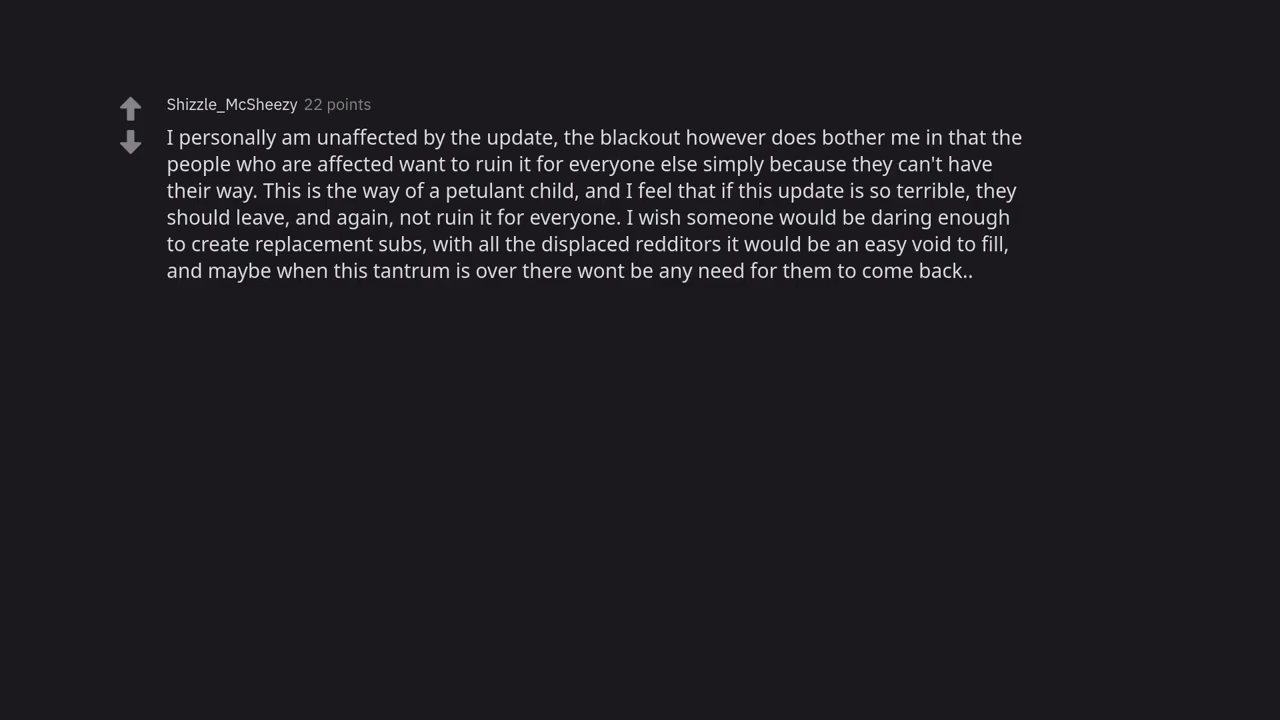 Shizzle_McSheezy 22 points
I personally am unaffected by the update, the blackout however does bother me in that the
people who are affected want to ruin it for everyone else simply because they can't have
their way. This is the way of a petulant child, and I feel that if this update is so terrible, they
should leave, and again, not ruin it for everyone. I wish someone would be daring enough
to create replacement subs, with all the displaced redditors it would be an easy void to fill,
and maybe when this tantrum is over there wont be any need for them to come back..